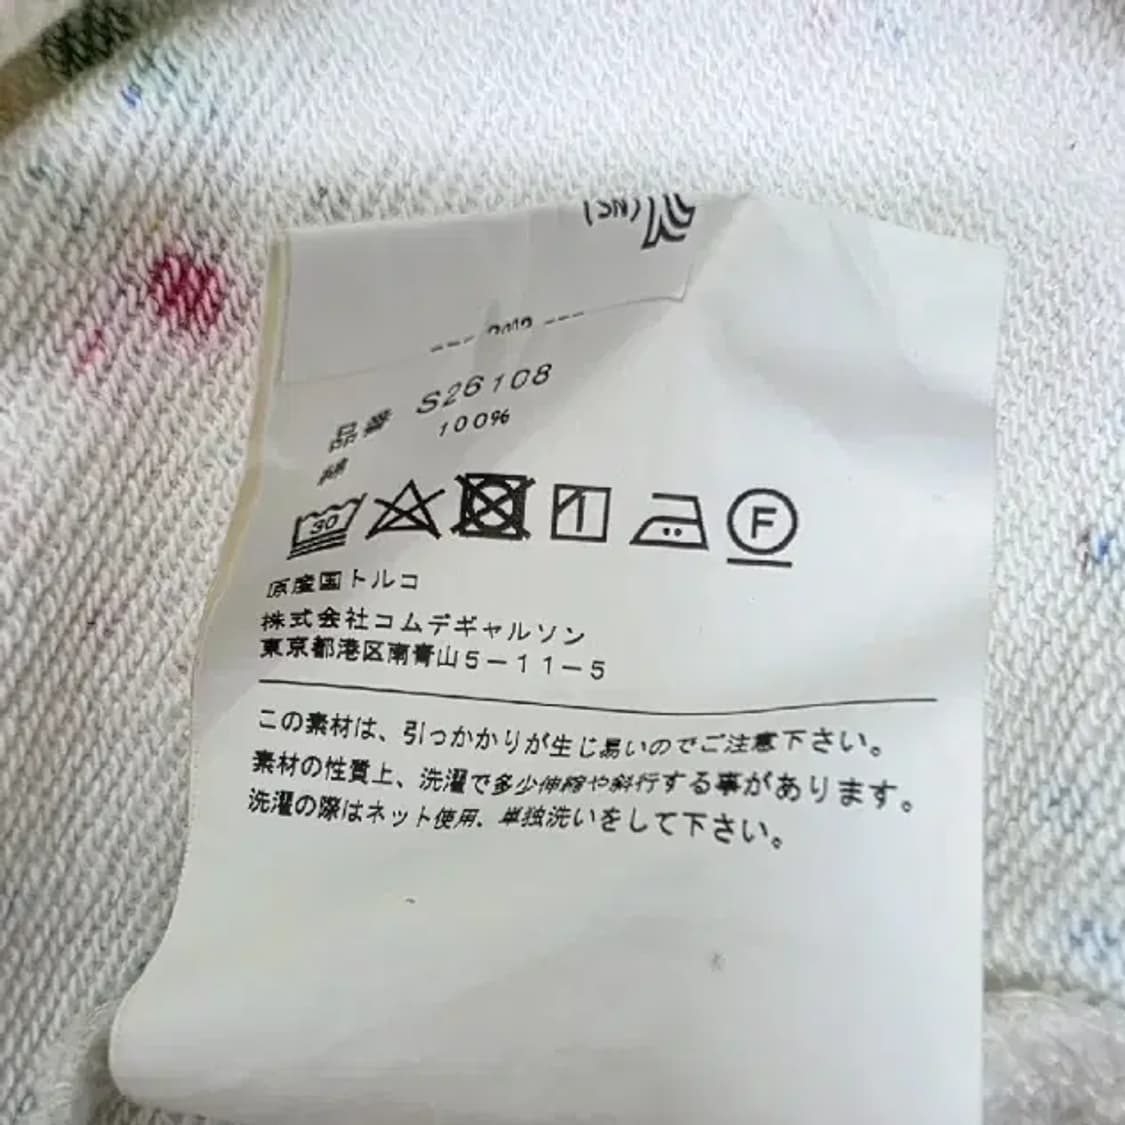 (SN)
品番 S26108
綿 100%
30
F
原産国トルコ
株式会社コムデギャルソン
東京都港区南青山5－11－5
この素材は、引っかかりが生じ易いのでご注意下さい。
素材の性質上、洗濯で多少伸縮や斜行する事があります。
洗濯の際はネット使用、単独洗いをして下さい。